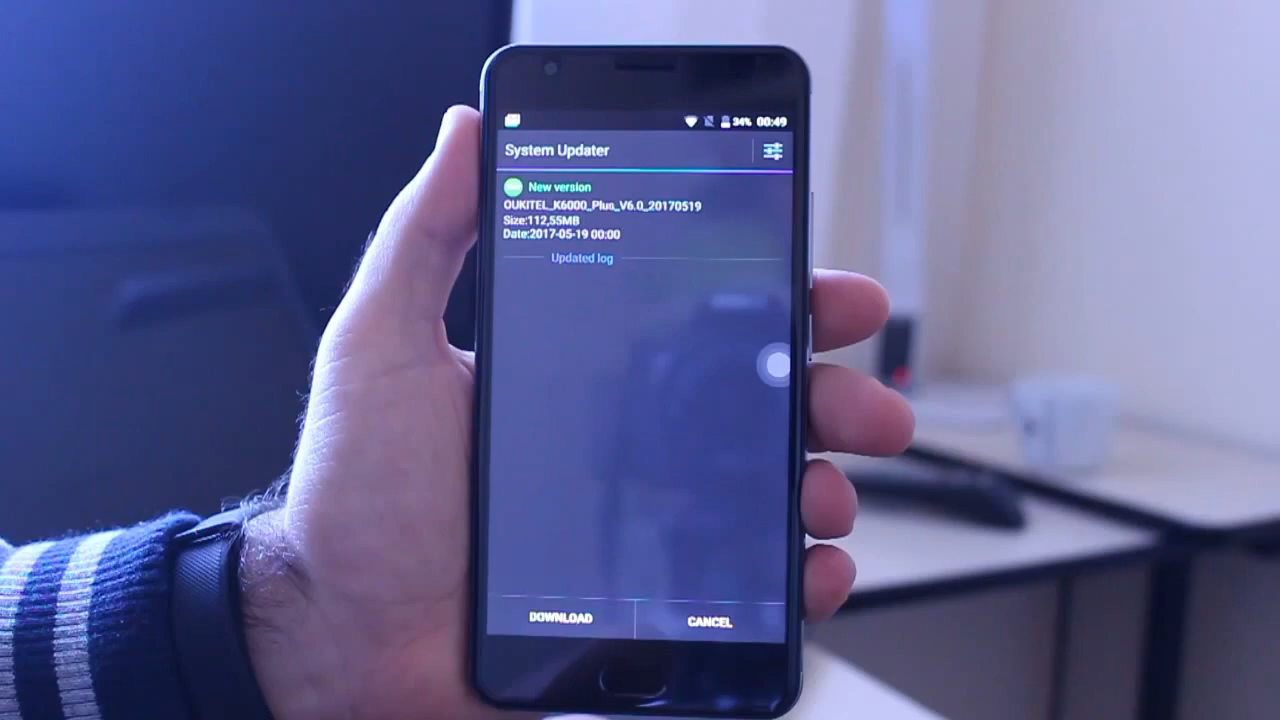 34% 00:49
System Updater
New version
OUKITEL_K6000_Plus_V6.0_20170519
Size:112,55MB
Date:2017-05-19 00:00
Updated log
DOWNLOAD CANCEL